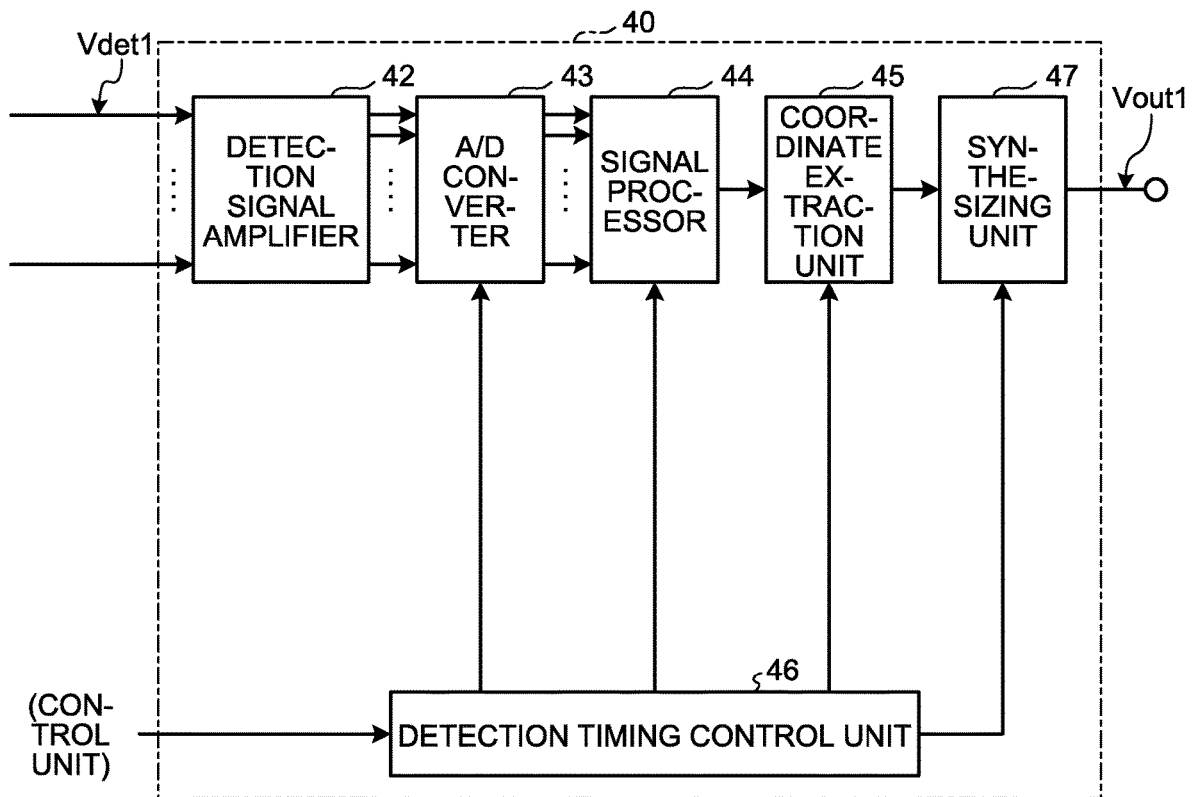 40
Vdet1
42
43
44
45
47
Vout1
DETEC-
TION
SIGNAL
AMPLIFIER
A/D
CON-
VER-
TER
SIGNAL
PROC-
ESSOR
COOR-
DINATE
EX-
TRAC-
TION
UNIT
SYN-
THE-
SIZING
UNIT
46
(CON-
TROL
UNIT)
DETECTION TIMING CONTROL UNIT